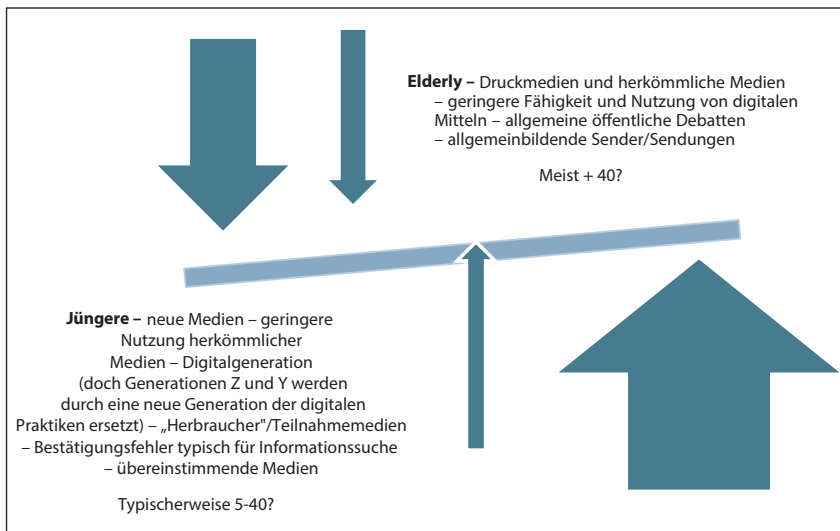 Elderly – Druckmedien und herkömmliche Medien
– geringere Fähigkeit und Nutzung von digitalen
Mitteln – allgemeine öffentliche Debatten
– allgemeinbildende Sender/Sendungen
Meist + 40?
Jüngere – neue Medien – geringere
Nutzung herkömmlicher
Medien – Digitalgeneration
(doch Generationen Z und Y werden
durch eine neue Generation der digitalen
Praktiken ersetzt) – „Herbraucher"/Teilnahmemedien
– Bestätigungsfehler typisch für Informationssuche
– übereinstimmende Medien
Typischerweise 5-40?